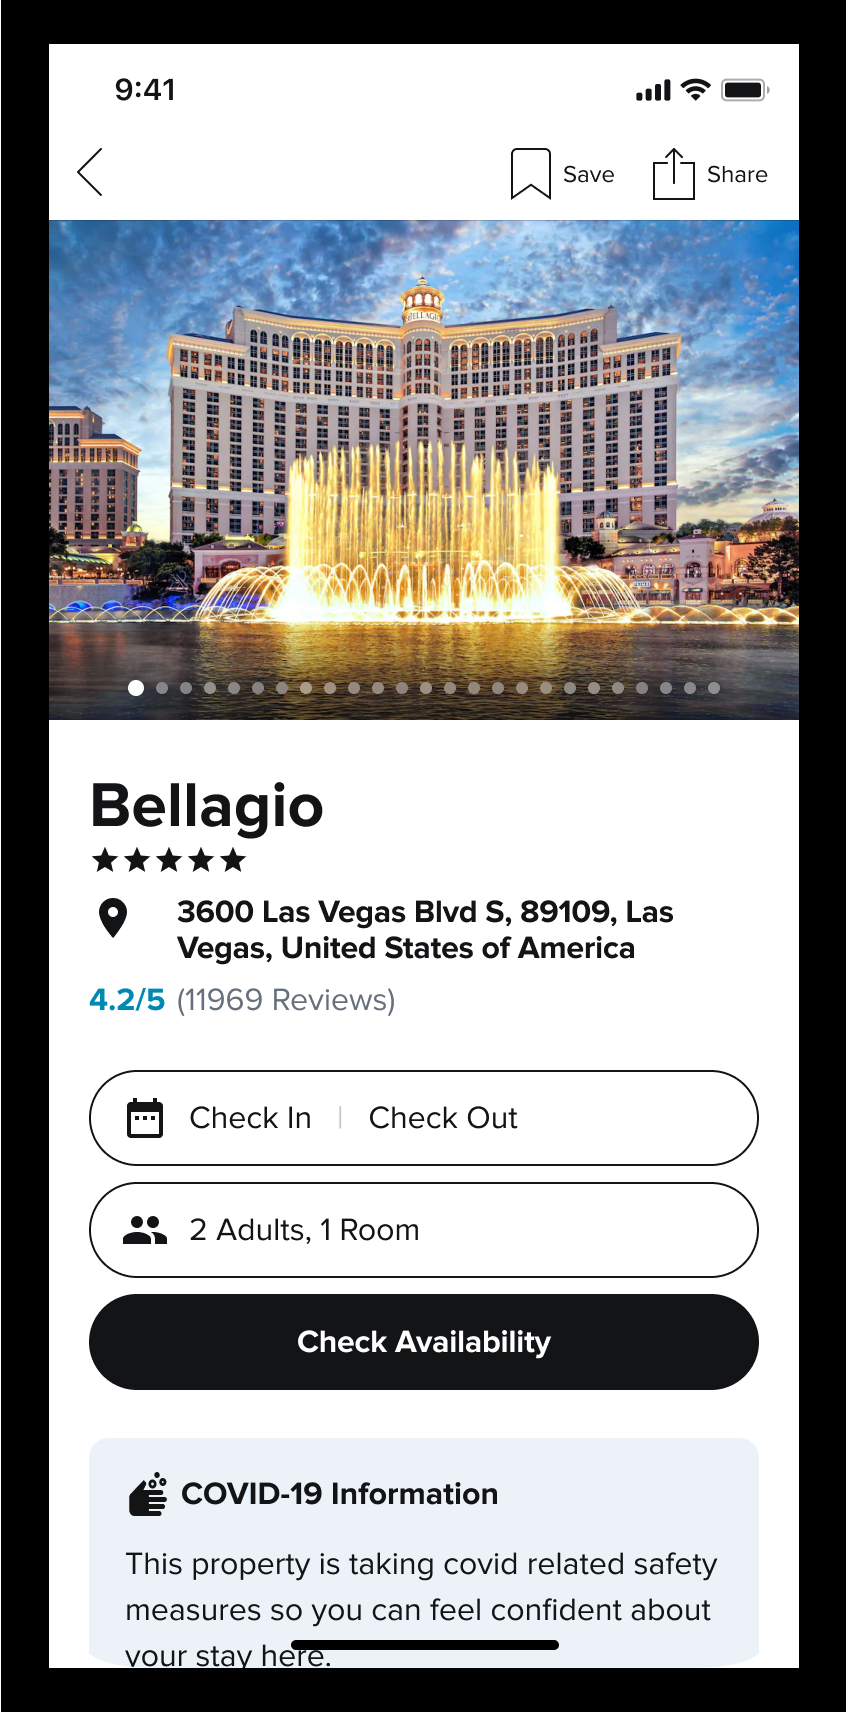 9:41
Save
Share
BELLAGIO
Bellagio
3600 Las Vegas Blvd S, 89109, Las
Vegas, United States of America
4.2/5 (11969 Reviews)
Check In | Check Out
2 Adults, 1 Room
Check Availability
COVID-19 Information
This property is taking covid related safety
measures so you can feel confident about
your stay here.